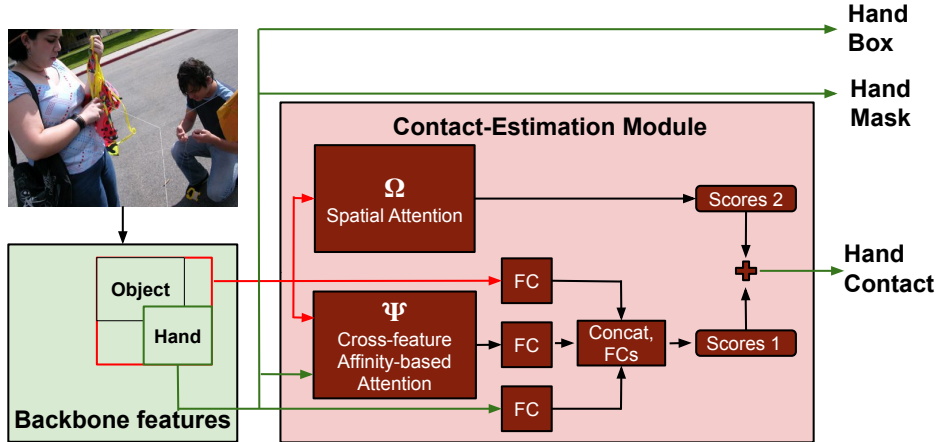 Hand
Box
Hand
Mask
Contact-Estimation Module
Ω
Spatial Attention
Scores 2
Hand
Contact
Object
Hand
Backbone features
FC
Ψ
Cross-feature
Affinity-based
Attention
FC
Concat,
FCs
Scores 1
FC